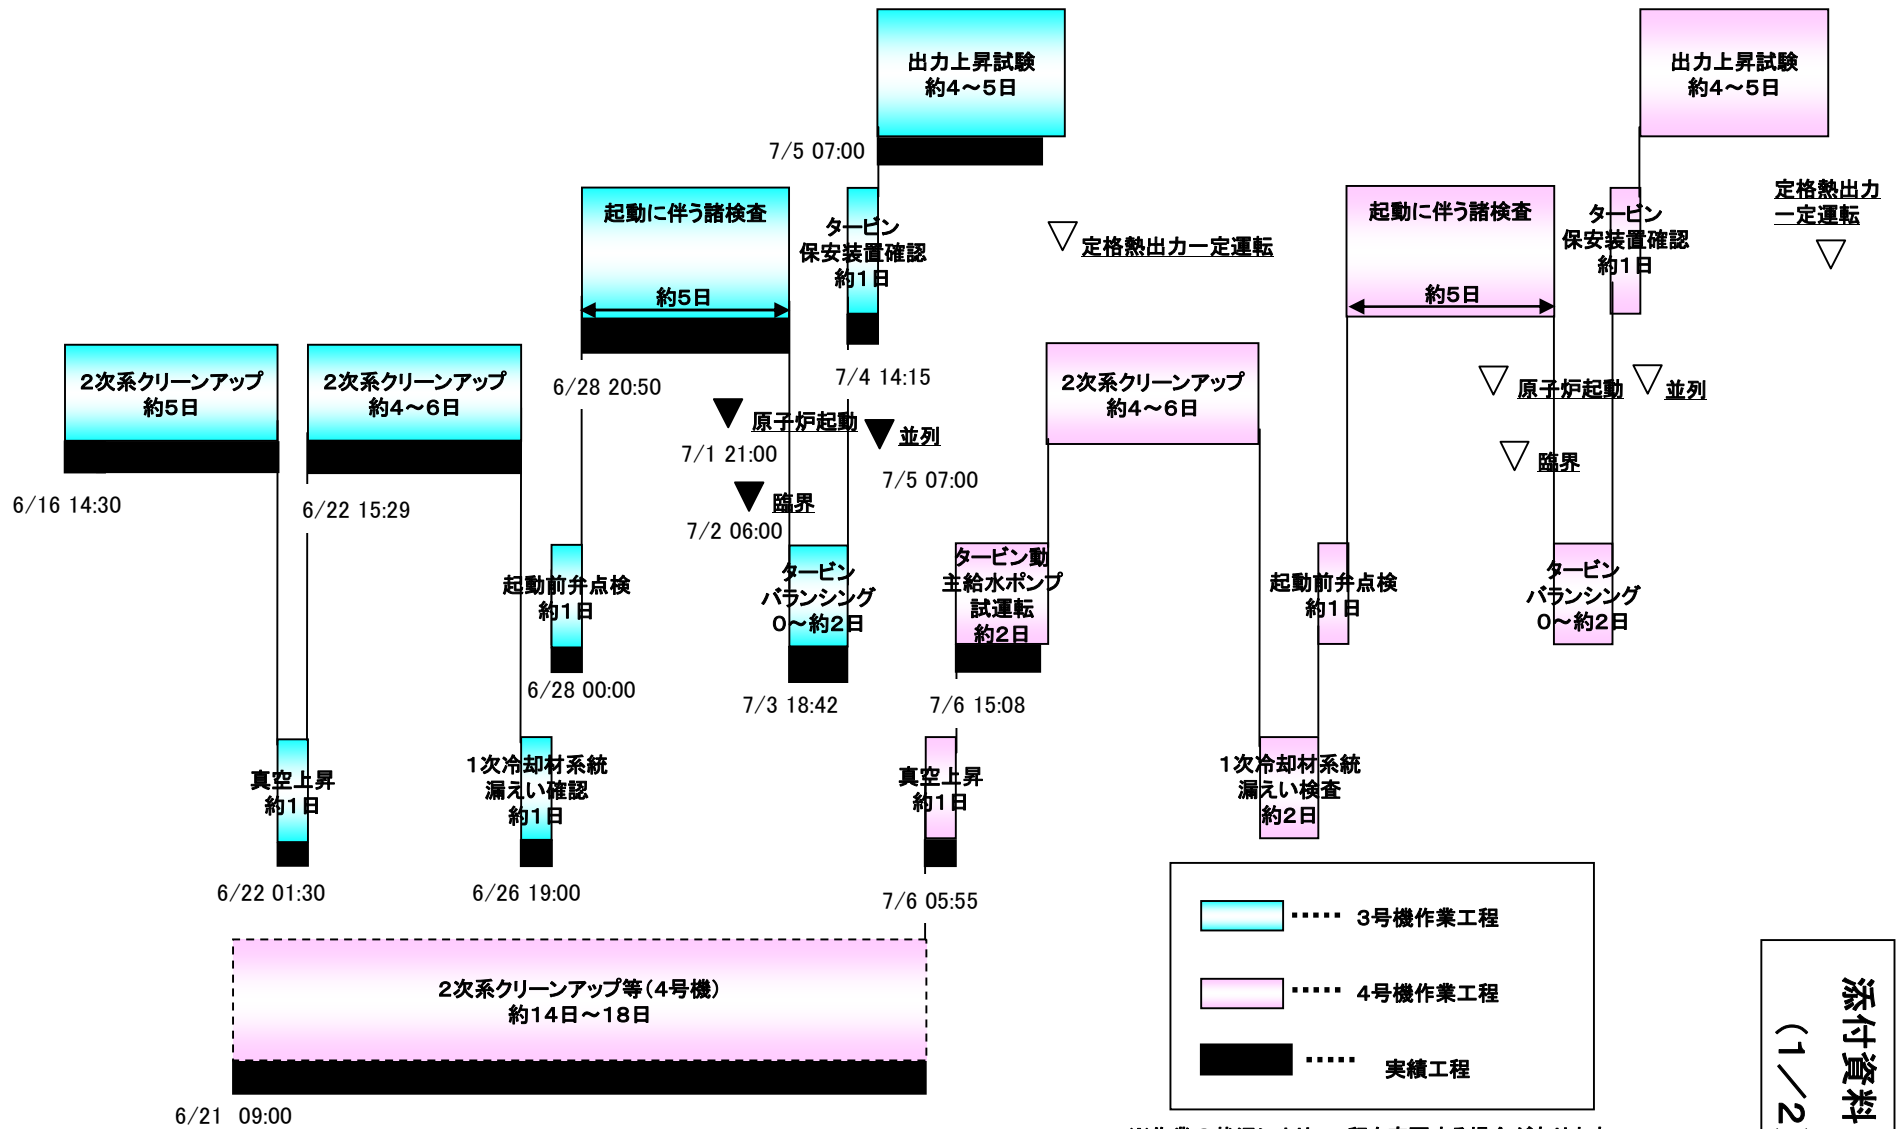 出力上昇試験
約4～5日
出力上昇試験
約4～5日
7/5 07:00
起動に伴う諸検査
約5日
タービン
保安装置確認
約1日
定格熱出力一定運転
起動に伴う諸検査
約5日
タービン
保安装置確認
約1日
定格熱出力
一定運転
2次系クリーンアップ
約5日
2次系クリーンアップ
約4～6日
6/28 20:50
7/4 14:15
2次系クリーンアップ
約4～6日
原子炉起動
並列
原子炉起動
7/1 21:00
並列
7/5 07:00
臨界
臨界
7/2 06:00
6/16 14:30
6/22 15:29
起動前弁点検
約1日
6/28 00:00
タービン
バランシング
0～約2日
7/3 18:42
タービン動
主給水ポンプ
試運転
約2日
7/6 15:08
起動前弁点検
約1日
タービン
バランシング
0～約2日
真空上昇
約1日
6/22 01:30
1次冷却材系統
漏えい確認
約1日
6/26 19:00
真空上昇
約1日
7/6 05:55
1次冷却材系統
漏えい検査
約2日
2次系クリーンアップ等(4号機)
約14日～18日
6/21 09:00
3号機作業工程
4号機作業工程
実績工程
添付資料
(1/2